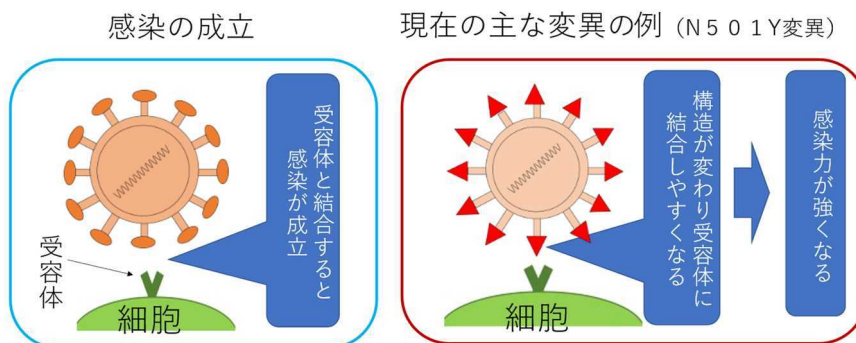 感染の成立
現在の主な変異の例（Ｎ５０１Y変異）
受容体と結合すると
感染が成立
受容体
細胞
構造が変わり受容体に
結合しやすくなる
感染力が強くなる
細胞